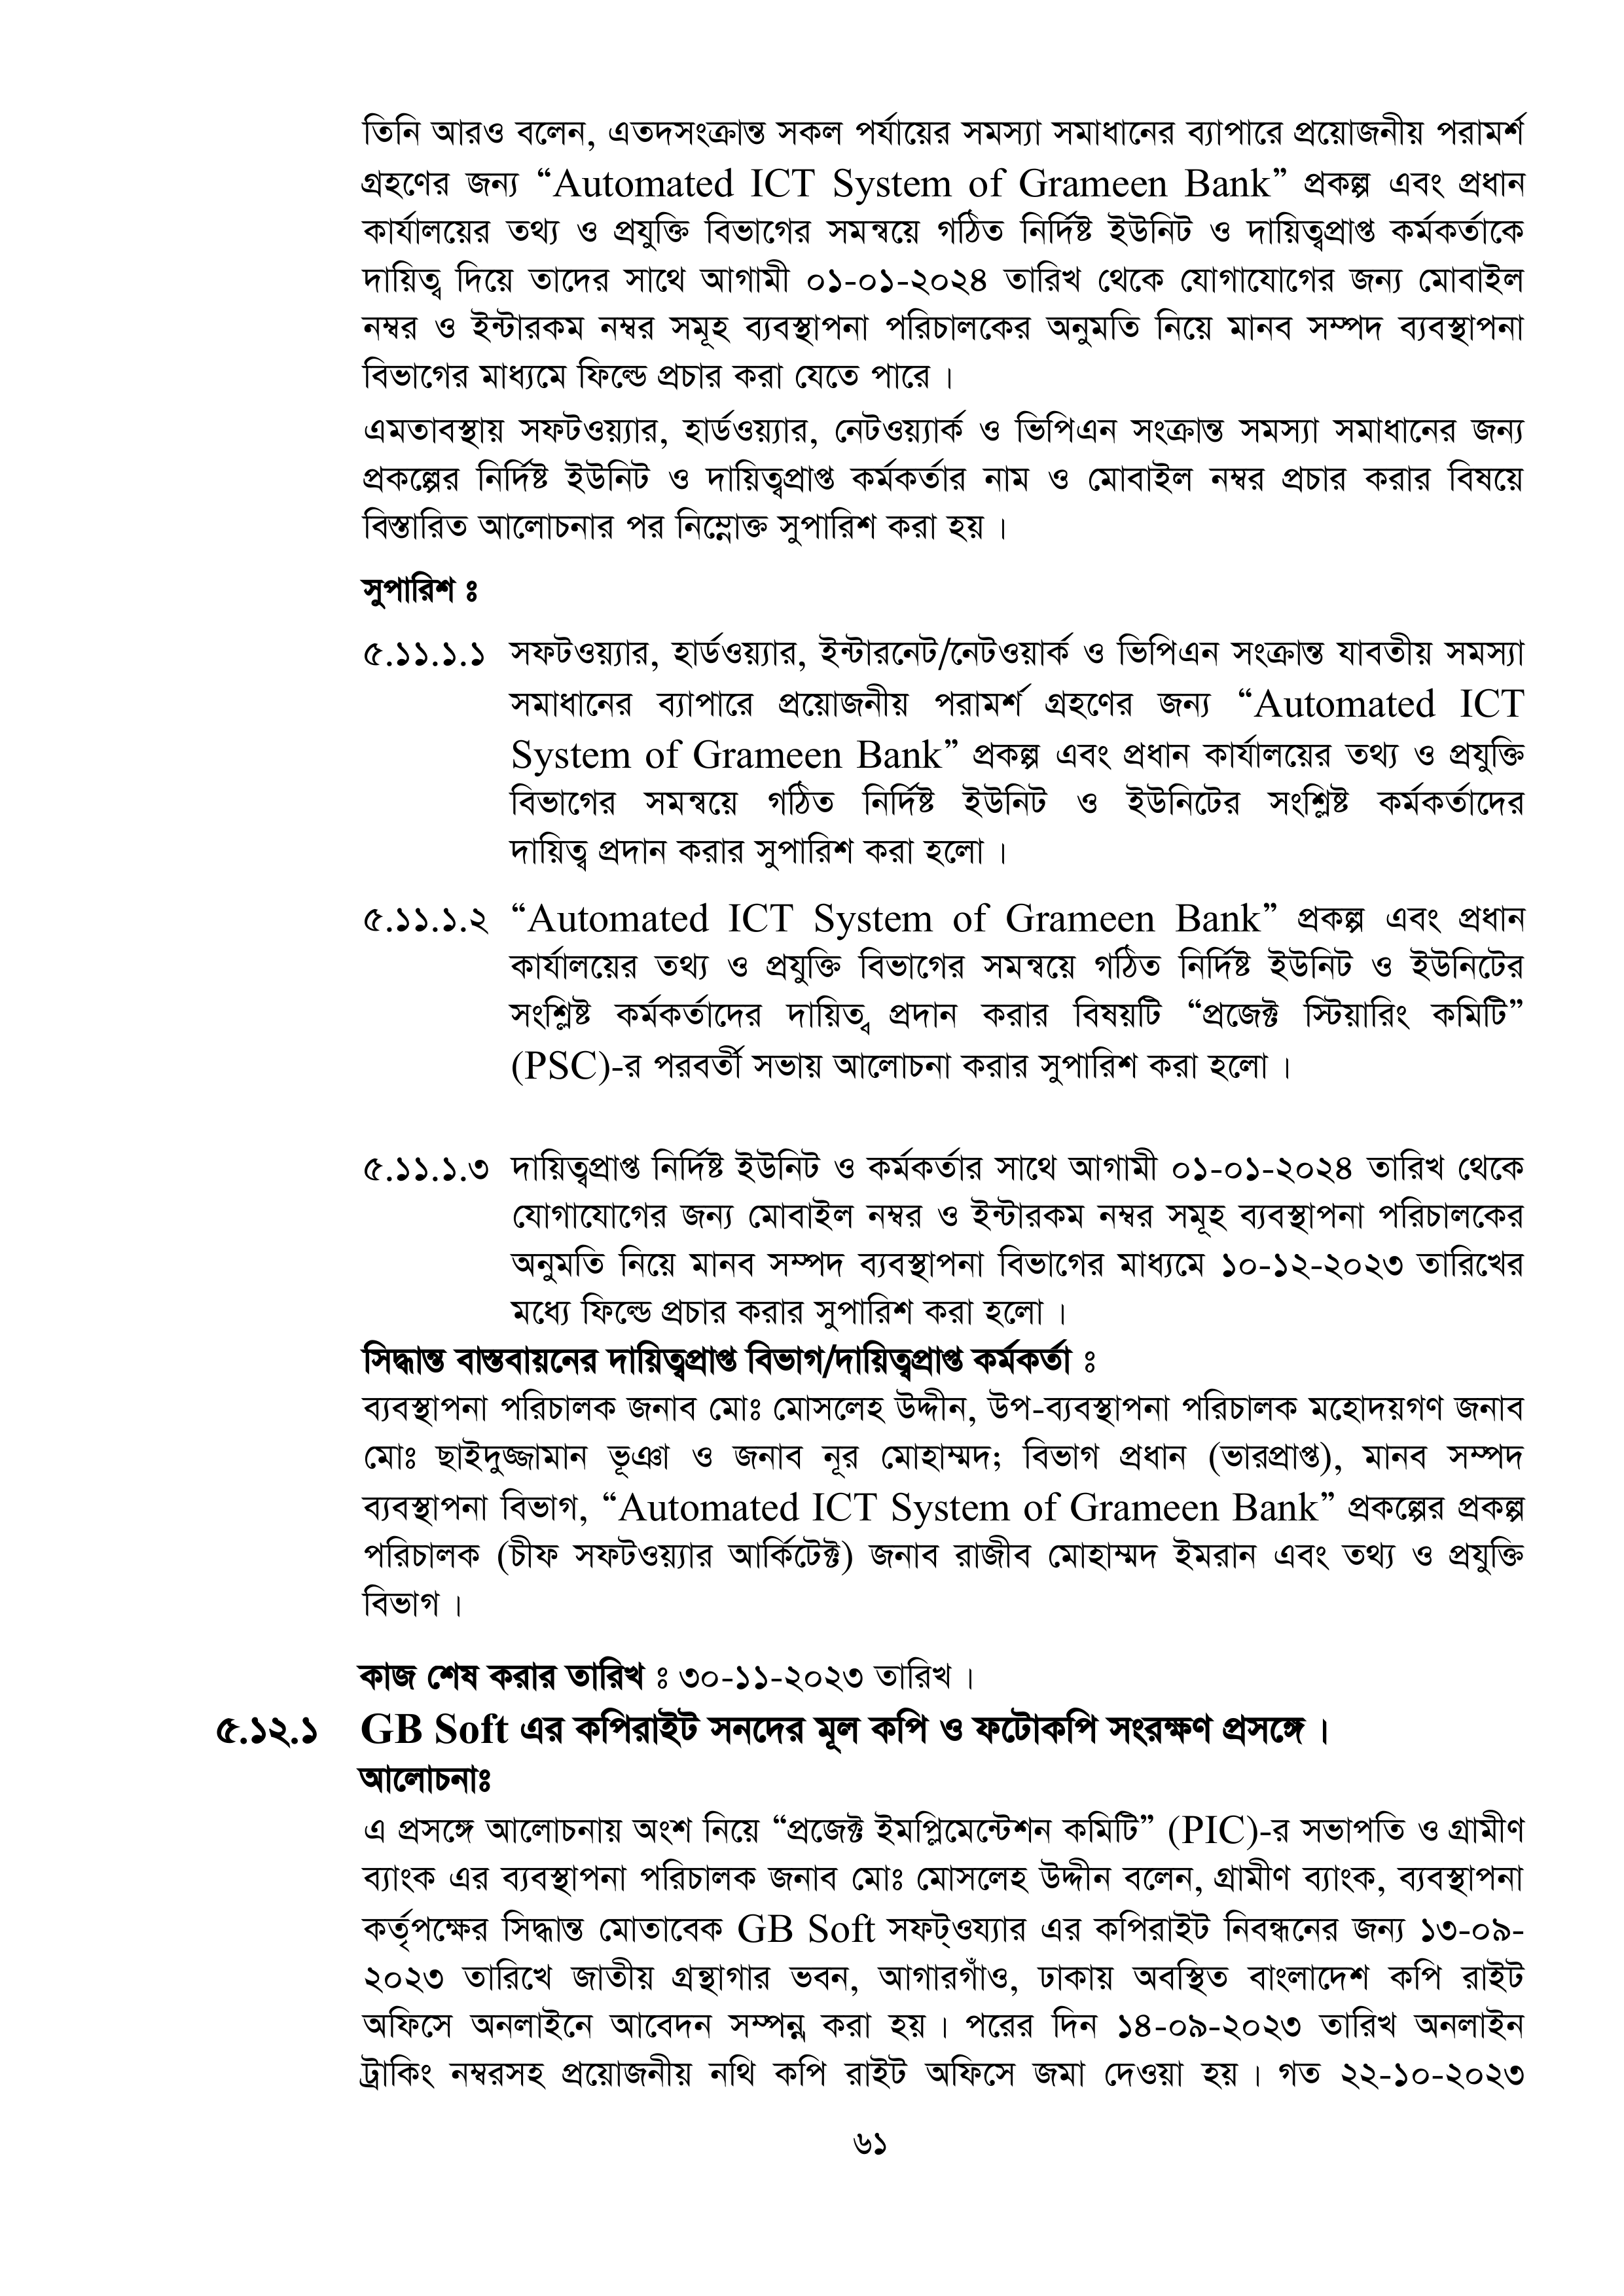 তিনি আরও বলেন, এতদসংক্রান্ত সকল পর্যায়ের সমস্যা সমাধানের ব্যাপারে প্রয়োজনীয় পরামর্শ
গ্রহণের জন্য “Automated ICT System of Grameen Bank” প্রকল্প এবং প্রধান
কার্যালয়ের তথ্য ও প্রযুক্তি বিভাগের সমন্বয়ে গঠিত নির্দিষ্ট ইউনিট ও দায়িত্বপ্রাপ্ত কর্মকর্তাকে
দায়িত্ব দিয়ে তাদের সাথে আগামী ০১-০১-২০২৪ তারিখ থেকে যোগাযোগের জন্য মোবাইল
নম্বর ও ইন্টারকম নম্বর সমূহ ব্যবস্থাপনা পরিচালকের অনুমতি নিয়ে মানব সম্পদ ব্যবস্থাপনা
বিভাগের মাধ্যমে ফিল্ডে প্রচার করা যেতে পারে।
এমতাবস্থায় সফটওয়্যার, হার্ডওয়্যার, নেটওয়্যার্ক ও ভিপিএন সংক্রান্ত সমস্যা সমাধানের জন্য
প্রকল্পের নির্দিষ্ট ইউনিট ও দায়িত্বপ্রাপ্ত কর্মকর্তার নাম ও মোবাইল নম্বর প্রচার করার বিষয়ে
বিস্তারিত আলোচনার পর নিম্নোক্ত সুপারিশ করা হয়।
সুপারিশ ঃ
৫.১১.১.১ সফটওয়্যার, হার্ডওয়্যার, ইন্টারনেট/নেটওয়ার্ক ও ভিপিএন সংক্রান্ত যাবতীয় সমস্যা
সমাধানের ব্যাপারে প্রয়োজনীয় পরামর্শ গ্রহণের জন্য “Automated ICT
System of Grameen Bank” প্রকল্প এবং প্রধান কার্যালয়ের তথ্য ও প্রযুক্তি
বিভাগের সমন্বয়ে গঠিত নির্দিষ্ট ইউনিট ও ইউনিটের সংশ্লিষ্ট কর্মকর্তাদের
দায়িত্ব প্রদান করার সুপারিশ করা হলো।
৫.১১.১.২ “Automated ICT System of Grameen Bank” প্রকল্প এবং প্রধান
কার্যালয়ের তথ্য ও প্রযুক্তি বিভাগের সমন্বয়ে গঠিত নির্দিষ্ট ইউনিট ও ইউনিটের
সংশ্লিষ্ট কর্মকর্তাদের দায়িত্ব প্রদান করার বিষয়টি “প্রজেক্ট স্টিয়ারিং কমিটি”
(PSC)-র পরবর্তী সভায় আলোচনা করার সুপারিশ করা হলো।
৫.১১.১.৩ দায়িত্বপ্রাপ্ত নির্দিষ্ট ইউনিট ও কর্মকর্তার সাথে আগামী ০১-০১-২০২৪ তারিখ থেকে
যোগাযোগের জন্য মোবাইল নম্বর ও ইন্টারকম নম্বর সমূহ ব্যবস্থাপনা পরিচালকের
অনুমতি নিয়ে মানব সম্পদ ব্যবস্থাপনা বিভাগের মাধ্যমে ১০-১২-২০২৩ তারিখের
মধ্যে ফিল্ডে প্রচার করার সুপারিশ করা হলো।
সিদ্ধান্ত বাস্তবায়নের দায়িত্বপ্রাপ্ত বিভাগ/দায়িত্বপ্রাপ্ত কর্মকর্তা ঃ
ব্যবস্থাপনা পরিচালক জনাব মোঃ মোসলেহ উদ্দীন, উপ-ব্যবস্থাপনা পরিচালক মহোদয়গণ জনাব
মোঃ ছাইদুজ্জামান ভূঞা ও জনাব নূর মোহাম্মদ; বিভাগ প্রধান (ভারপ্রাপ্ত), মানব সম্পদ
ব্যবস্থাপনা বিভাগ, “Automated ICT System of Grameen Bank” প্রকল্পের প্রকল্প
পরিচালক (চীফ সফটওয়্যার আর্কিটেক্ট) জনাব রাজীব মোহাম্মদ ইমরান এবং তথ্য ও প্রযুক্তি
বিভাগ।
কাজ শেষ করার তারিখ ঃ ৩০-১১-২০২৩ তারিখ।
৫.১২.১ GB Soft এর কপিরাইট সনদের মূল কপি ও ফটোকপি সংরক্ষণ প্রসঙ্গে।
আলোচনাঃ
এ প্রসঙ্গে আলোচনায় অংশ নিয়ে “প্রজেক্ট ইমপ্লিমেন্টেশন কমিটি” (PIC)-র সভাপতি ও গ্রামীণ
ব্যাংক এর ব্যবস্থাপনা পরিচালক জনাব মোঃ মোসলেহ উদ্দীন বলেন, গ্রামীণ ব্যাংক, ব্যবস্থাপনা
কর্তৃপক্ষের সিদ্ধান্ত মোতাবেক GB Soft সফট্ওয্যার এর কপিরাইট নিবন্ধনের জন্য ১৩-০৯-
২০২৩ তারিখে জাতীয় গ্রন্থাগার ভবন, আগারগাঁও, ঢাকায় অবস্থিত বাংলাদেশ কপি রাইট
অফিসে অনলাইনে আবেদন সম্পন্ন করা হয়। পরের দিন ১৪-০৯-২০২৩ তারিখ অনলাইন
ট্রাকিং নম্বরসহ প্রয়োজনীয় নথি কপি রাইট অফিসে জমা দেওয়া হয়। গত ২২-১০-২০২৩
৬১